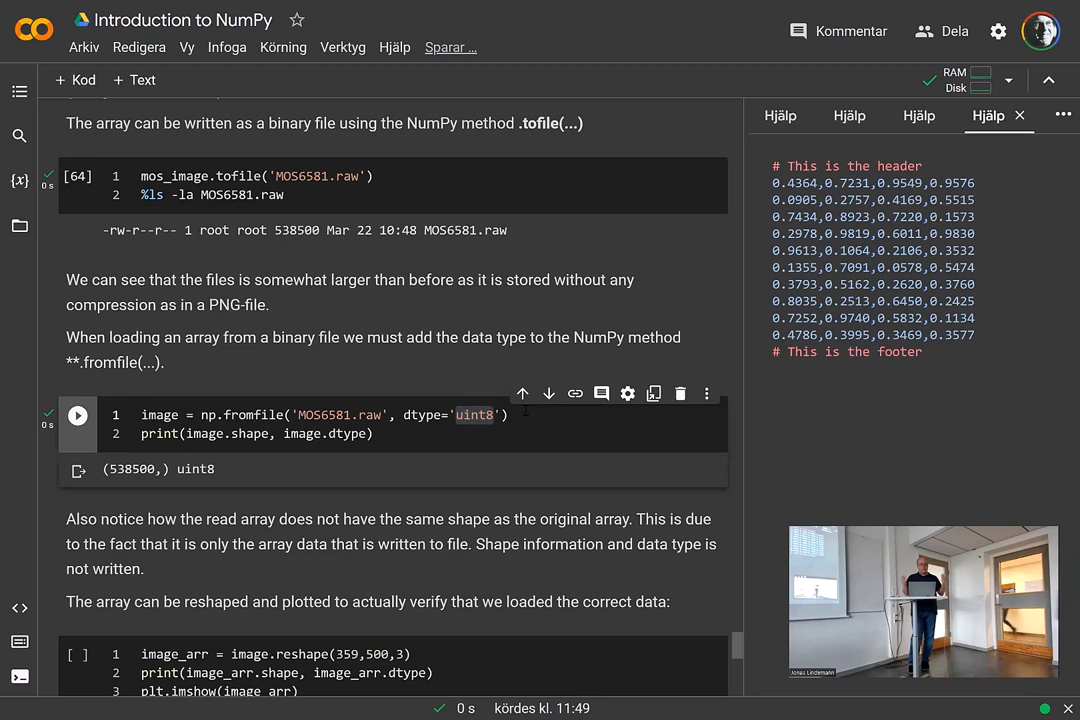 Introduction to NumPy
Arkiv Redigera Vy Infoga Körning Verktyg Hjälp Sparar ...
Kommentar Dela
+ Kod + Text
RAM
Disk
The array can be written as a binary file using the NumPy method .tofile(...)
[64] 1 mos_image.tofile('MOS6581.raw')
0s 2 %ls -la MOS6581.raw
-rw-r--r-- 1 root root 538500 Mar 22 10:48 MOS6581.raw
We can see that the files is somewhat larger than before as it is stored without any
compression as in a PNG-file.
When loading an array from a binary file we must add the data type to the NumPy method
**.fromfile(...).
1 image = np.fromfile('MOS6581.raw', dtype='uint8')
0s 2 print(image.shape, image.dtype)
(538500,) uint8
Also notice how the read array does not have the same shape as the original array. This is due
to the fact that it is only the array data that is written to file. Shape information and data type is
not written.
The array can be reshaped and plotted to actually verify that we loaded the correct data:
[ ] 1 image_arr = image.reshape(359,500,3)
2 print(image_arr.shape, image_arr.dtype)
3 plt.imshow(image_arr)
Hjälp Hjälp Hjälp Hjälp
# This is the header
0.4364,0.7231,0.9549,0.9576
0.0905,0.2757,0.4169,0.5515
0.7434,0.8923,0.7220,0.1573
0.2978,0.9819,0.6011,0.9830
0.9613,0.1064,0.2106,0.3532
0.1355,0.7091,0.0578,0.5474
0.3793,0.5162,0.2620,0.3760
0.8035,0.2513,0.6450,0.2425
0.7252,0.9740,0.5832,0.1134
0.4786,0.3995,0.3469,0.3577
# This is the footer
Jonas Lindemann
0 s kördes kl. 11:49